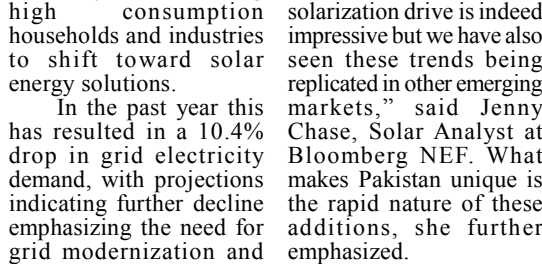 high consumption
households and industries
to shift toward solar
energy solutions.
In the past year this
has resulted in a 10.4%
drop in grid electricity
demand, with projections
indicating further decline
emphasizing the need for
grid modernization and
solarization drive is indeed
impressive but we have also
seen these trends being
replicated in other emerging
markets,” said Jenny
Chase, Solar Analyst at
Bloomberg NEF. What
makes Pakistan unique is
the rapid nature of these
additions, she further
emphasized.